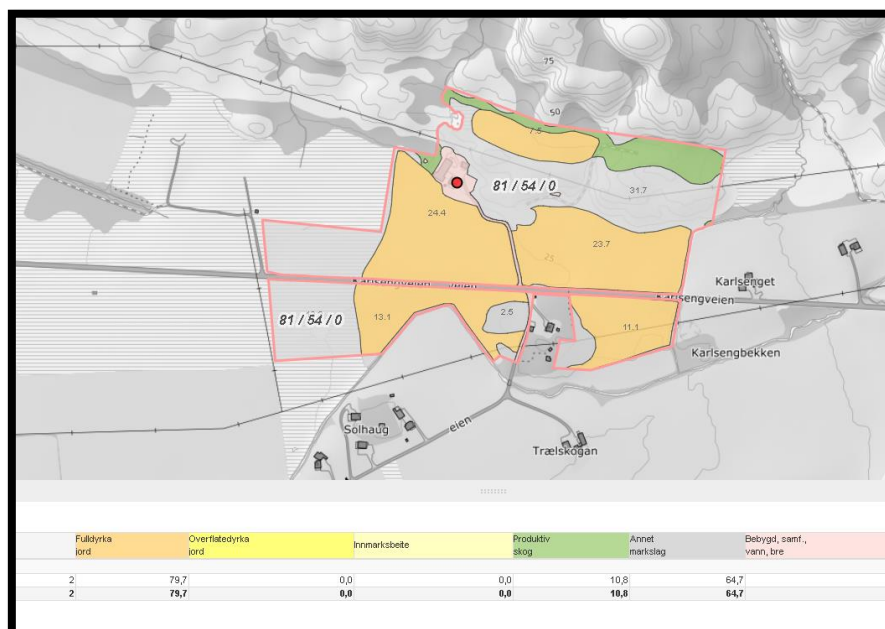 75
50
7.5
81 / 54 / 0
31.7
24.4
23.7
25
Karlsenget
Karlsengveien
81 / 54 / 0
13.1
2.5
11.1
Karlsengbekken
Solhaug
eien
Trælskogan
Fulldyrka jord
Overflatedyrka jord
Innmarksbeite
Produktiv skog
Annet markslag
Bebygd, samf., vann, bre
2 79,7 0,0 0,0 10,8 64,7
2 79,7 0,0 0,0 10,8 64,7